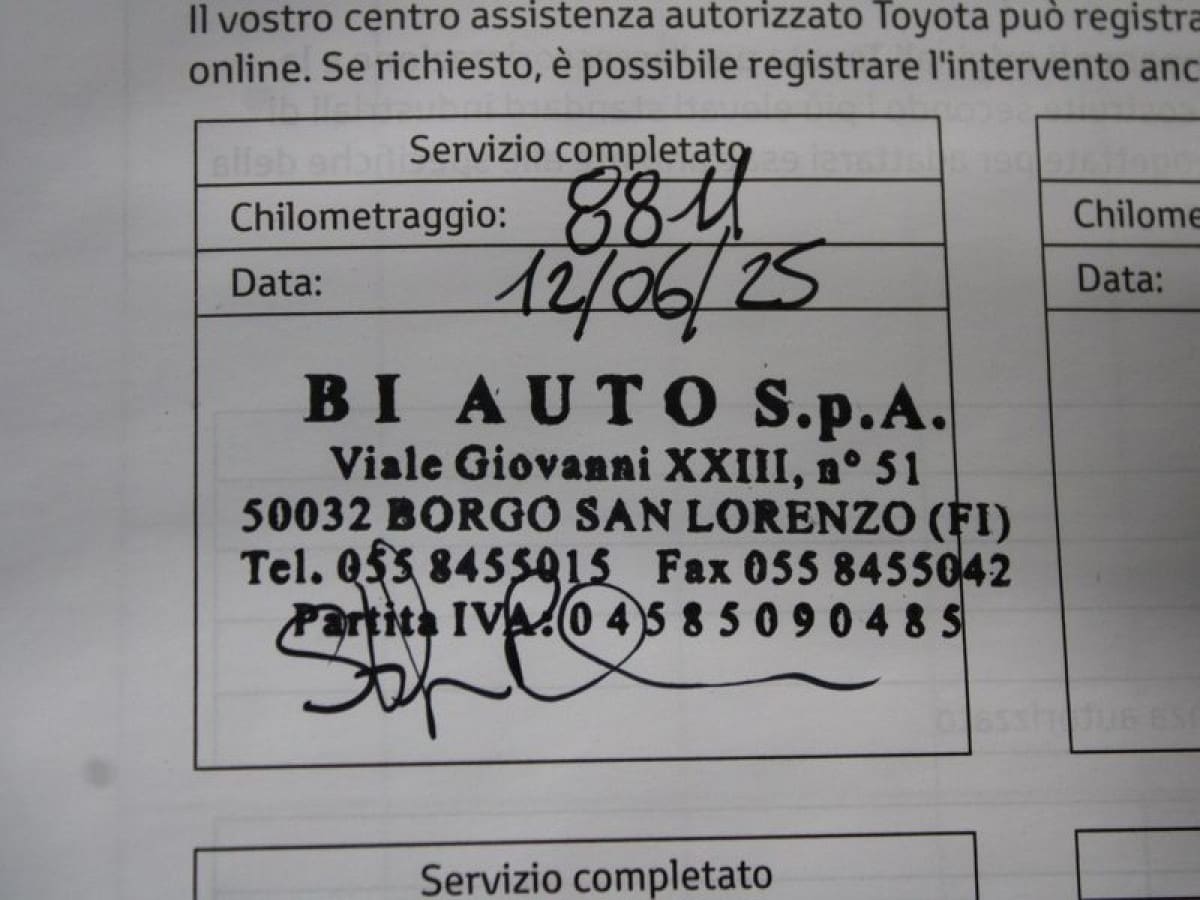 Il vostro centro assistenza autorizzato Toyota può registra
online. Se richiesto, è possibile registrare l'intervento anc
Servizio completato
Chilometraggio: 8811
Chilome
Data: 12/06/25
Data:
BI AUTO S.p.A.
Viale Giovanni XXIII, n° 51
50032 BORGO SAN LORENZO (FI)
Tel. 055 8455015 Fax 055 8455042
Partita IVA: 04585090485
Servizio completato